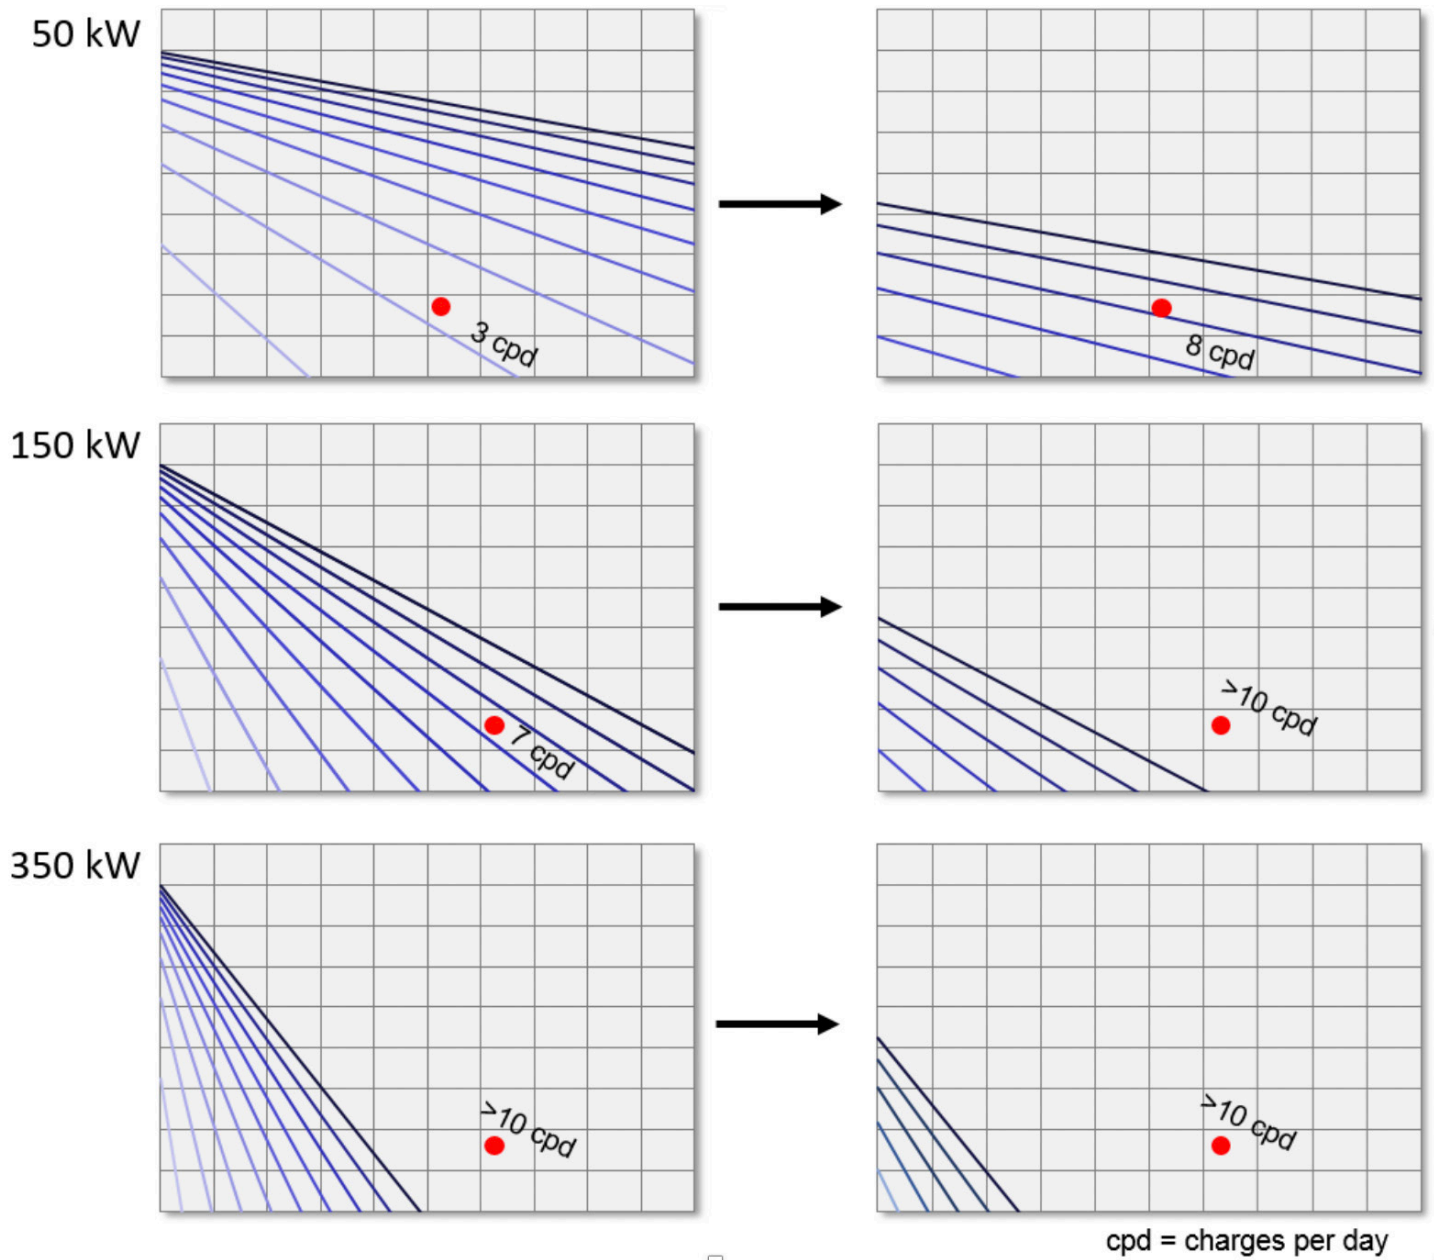 50 kW
3 cpd
8 cpd
150 kW
7 cpd
>10 cpd
350 kW
>10 cpd
>10 cpd
cpd = charges per day